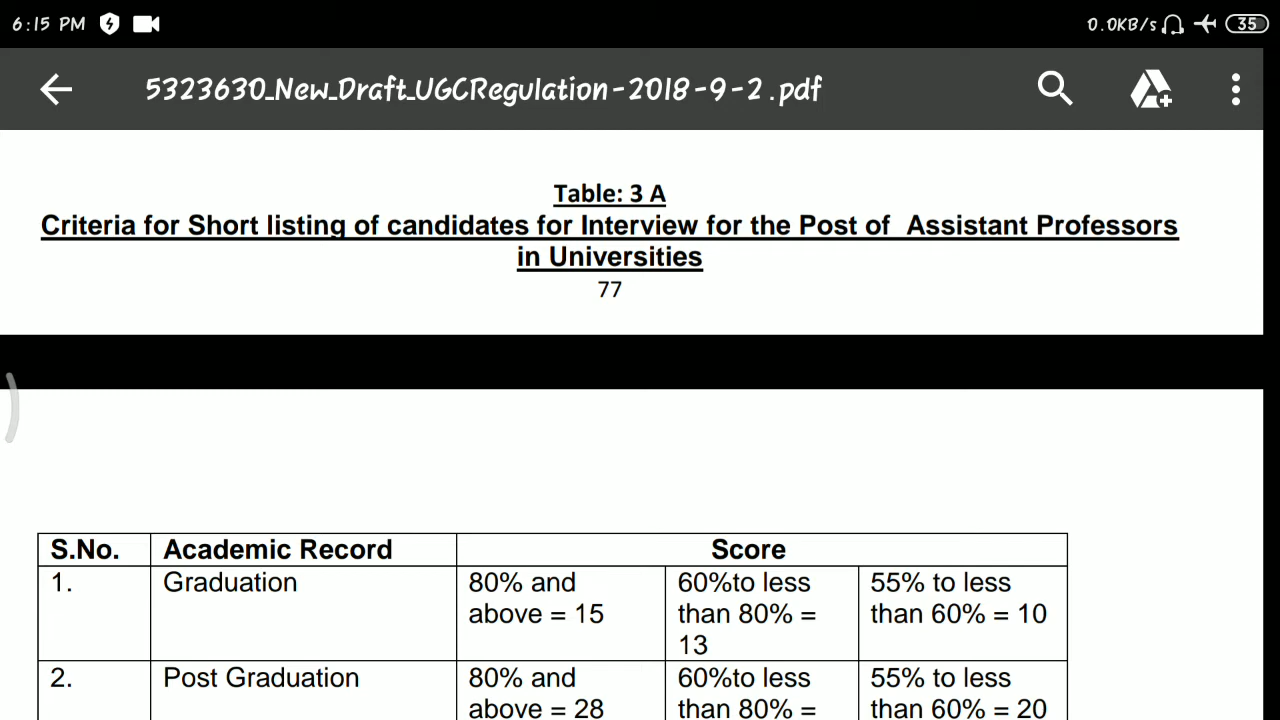 6:15 PM
0.0KB/s
35
5323630_New_Draft_UGCRegulation-2018-9-2.pdf
Table: 3 A
Criteria for Short listing of candidates for Interview for the Post of Assistant Professors
in Universities
77
S.No. Academic Record Score
1. Graduation 80% and above = 15 60%to less than 80% = 13 55% to less than 60% = 10
2. Post Graduation 80% and above = 28 60%to less than 80% = 55% to less than 60% = 20